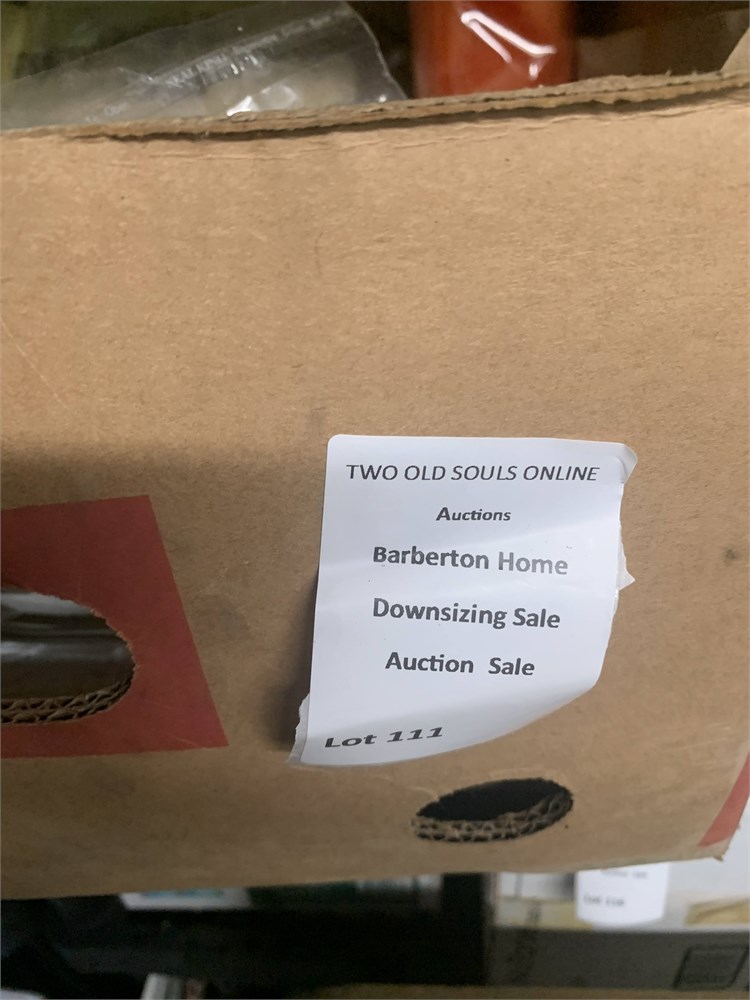 TWO OLD SOULS ONLINE
Auctions
Barberton Home
Downsizing Sale
Auction Sale
Lot 111